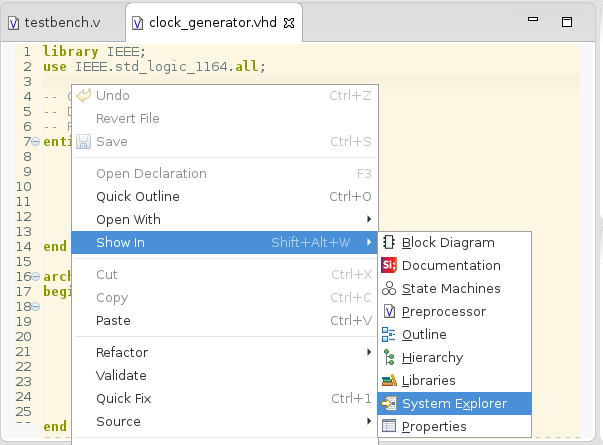 testbench.v clock_generator.vhd
1 library IEEE;
2 use IEEE.std_logic_1164.all;
3
4 --
5 --
6 --
7 enti
8
9
10
11
12
13
14 end
15
16 arch
17 begi
18
19
20
21
22
23
24
25
end
Undo Ctrl+Z
Revert File
Save Ctrl+S
Open Declaration F3
Quick Outline Ctrl+O
Open With
Show In Shift+Alt+W
Cut Ctrl+X
Copy Ctrl+C
Paste Ctrl+V
Refactor
Validate
Quick Fix Ctrl+1
Source
Block Diagram
Documentation
State Machines
Preprocessor
Outline
Hierarchy
Libraries
System Explorer
Properties